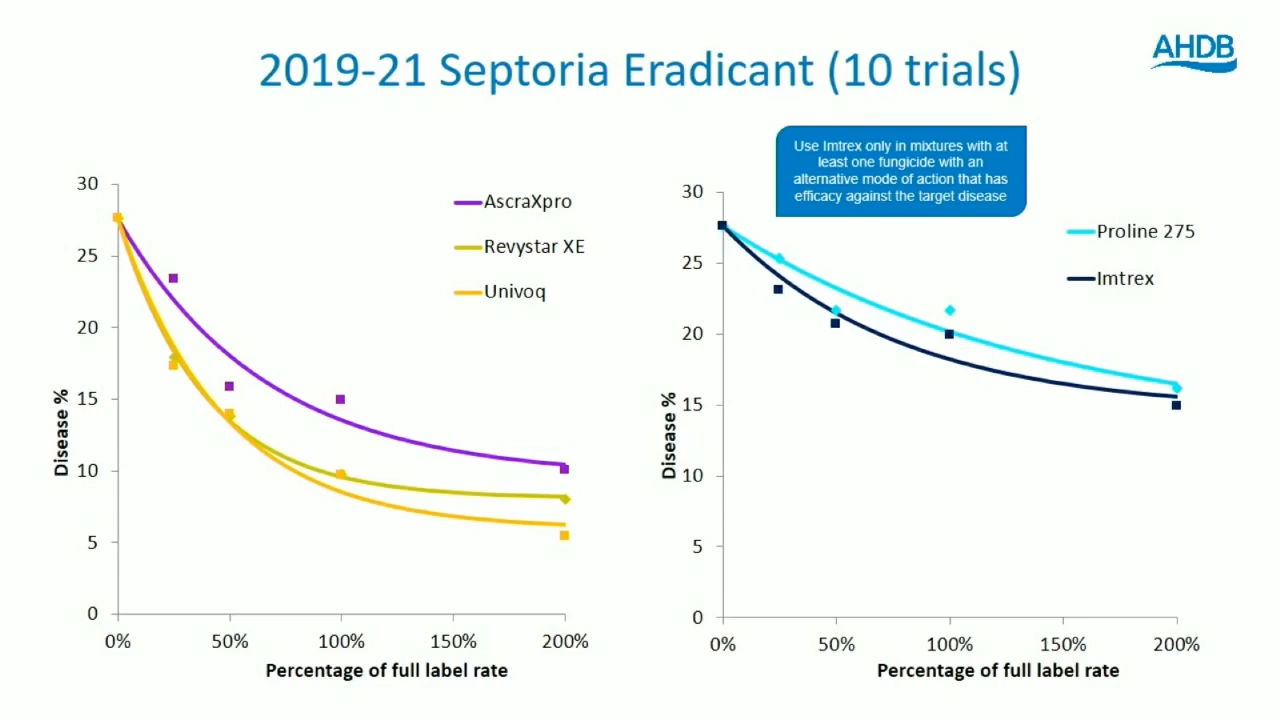 AHDB
2019-21 Septoria Eradicant (10 trials)
Use Imtrex only in mixtures with at
least one fungicide with an
alternative mode of action that has
efficacy against the target disease
30
25
20
15
10
5
0
Disease %
0% 50% 100% 150% 200%
Percentage of full label rate
AscraXpro
Revystar XE
Univoq
30
25
20
15
10
5
0
Disease %
0% 50% 100% 150% 200%
Percentage of full label rate
Proline 275
Imtrex